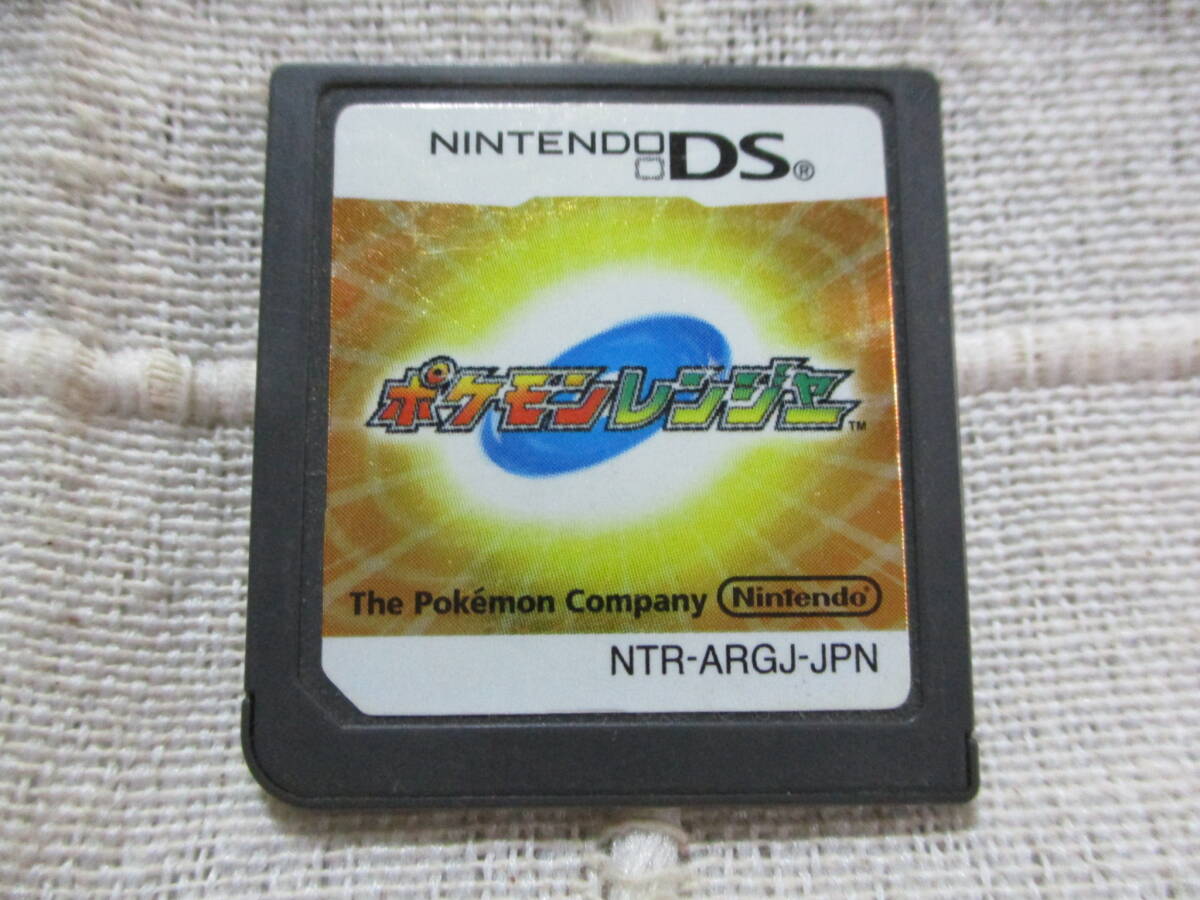 NINTENDO DS®
ポケモンレンジャー™
The Pokémon Company Nintendo®
NTR-ARGJ-JPN